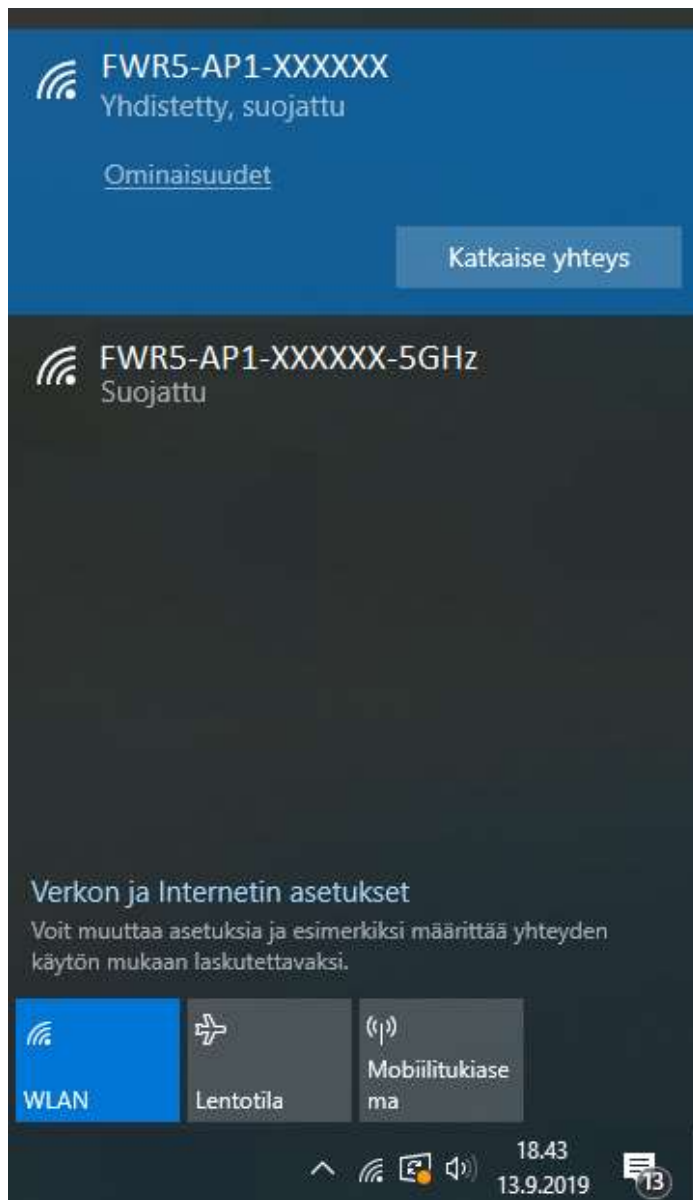 FWR5-AP1-XXXXXX
Yhdistetty, suojattu
Ominaisuudet
Katkaise yhteys
FWR5-AP1-XXXXXX-5GHz
Suojattu
Verkon ja Internetin asetukset
Voit muuttaa asetuksia ja esimerkiksi määrittää yhteyden
käytön mukaan laskutettavaksi.
WLAN
Lentotila
Mobiilitukiase
ma
18.43
13.9.2019
13